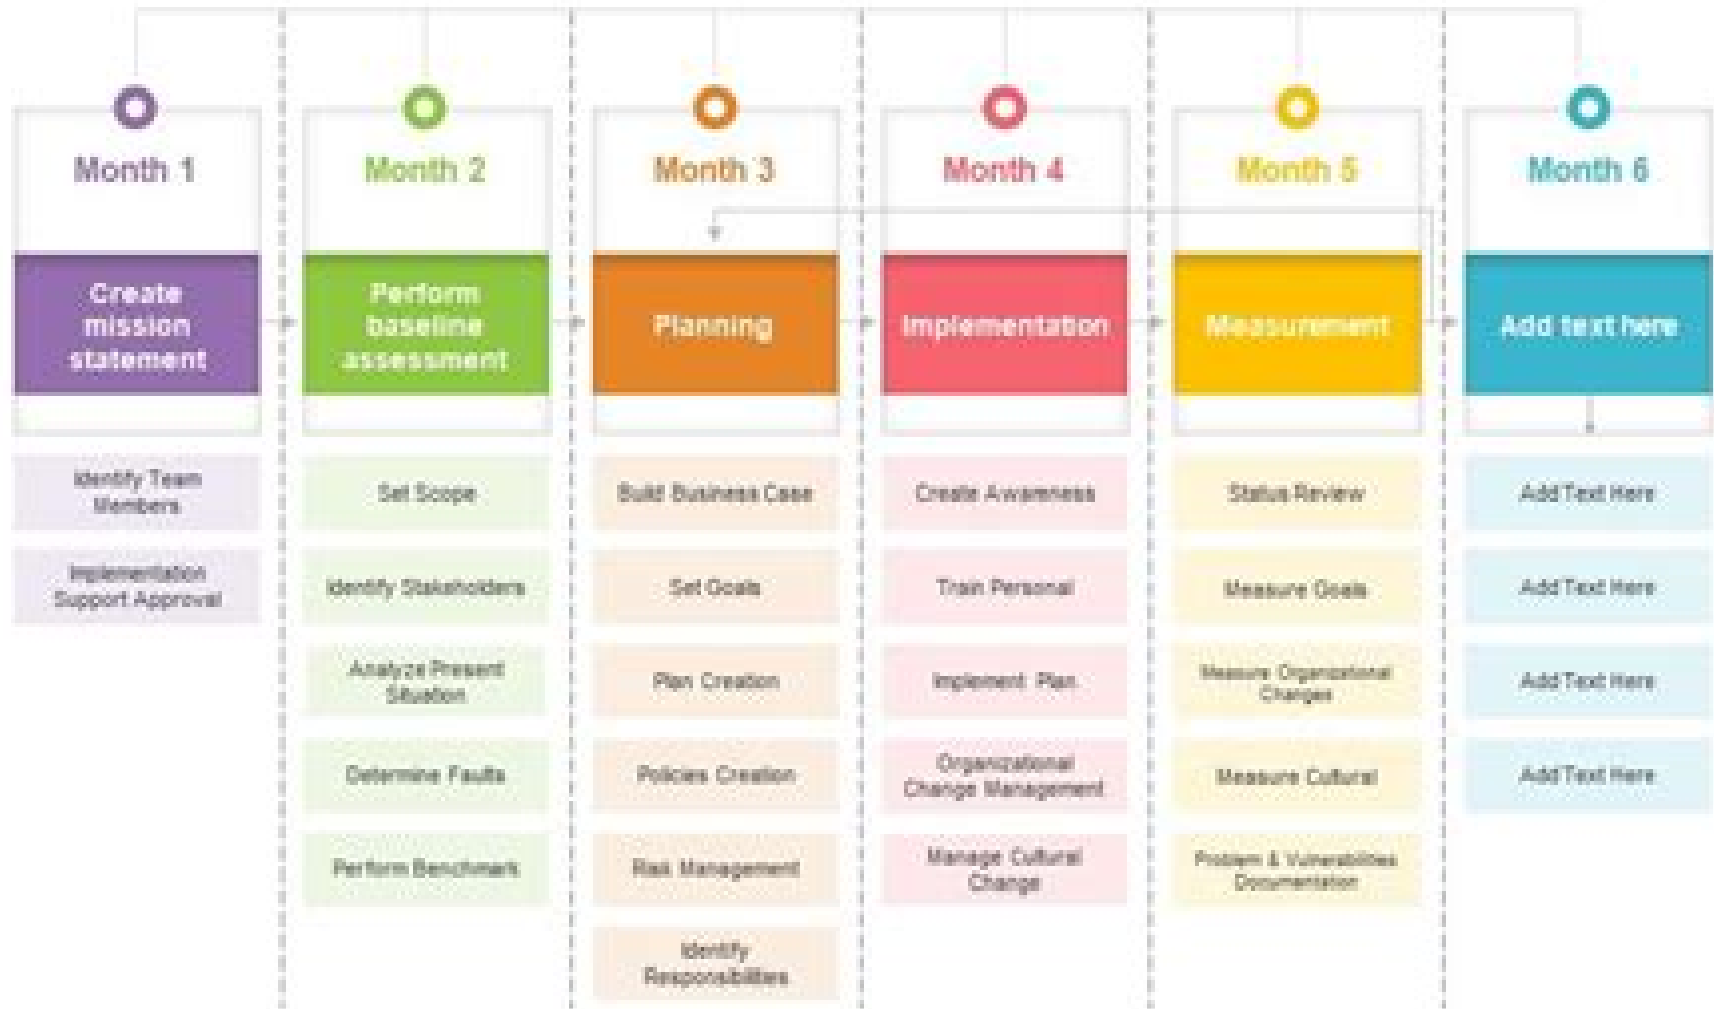 Month 1
Month 2
Month 3
Month 4
Month 5
Month 6
Create
mission
statement
Perform
baseline
assessment
Planning
Implementation
Measurement
Add text here
Identify Team
Members
Implementation
Support Approval
Set Scope
Identify Stakeholders
Analyze Present
Situation
Determine Faults
Perform Benchmark
Build Business Case
Set Goals
Plan Creation
Policies Creation
Risk Management
Identify
Responsibilities
Create Awareness
Train Personal
Implement Plan
Organizational
Change Management
Manage Cultural
Change
Status Review
Measure Goals
Measure Organizational
Changes
Measure Cultural
Problem & Vulnerabilities
Documentation
Add Text Here
Add Text Here
Add Text Here
Add Text Here